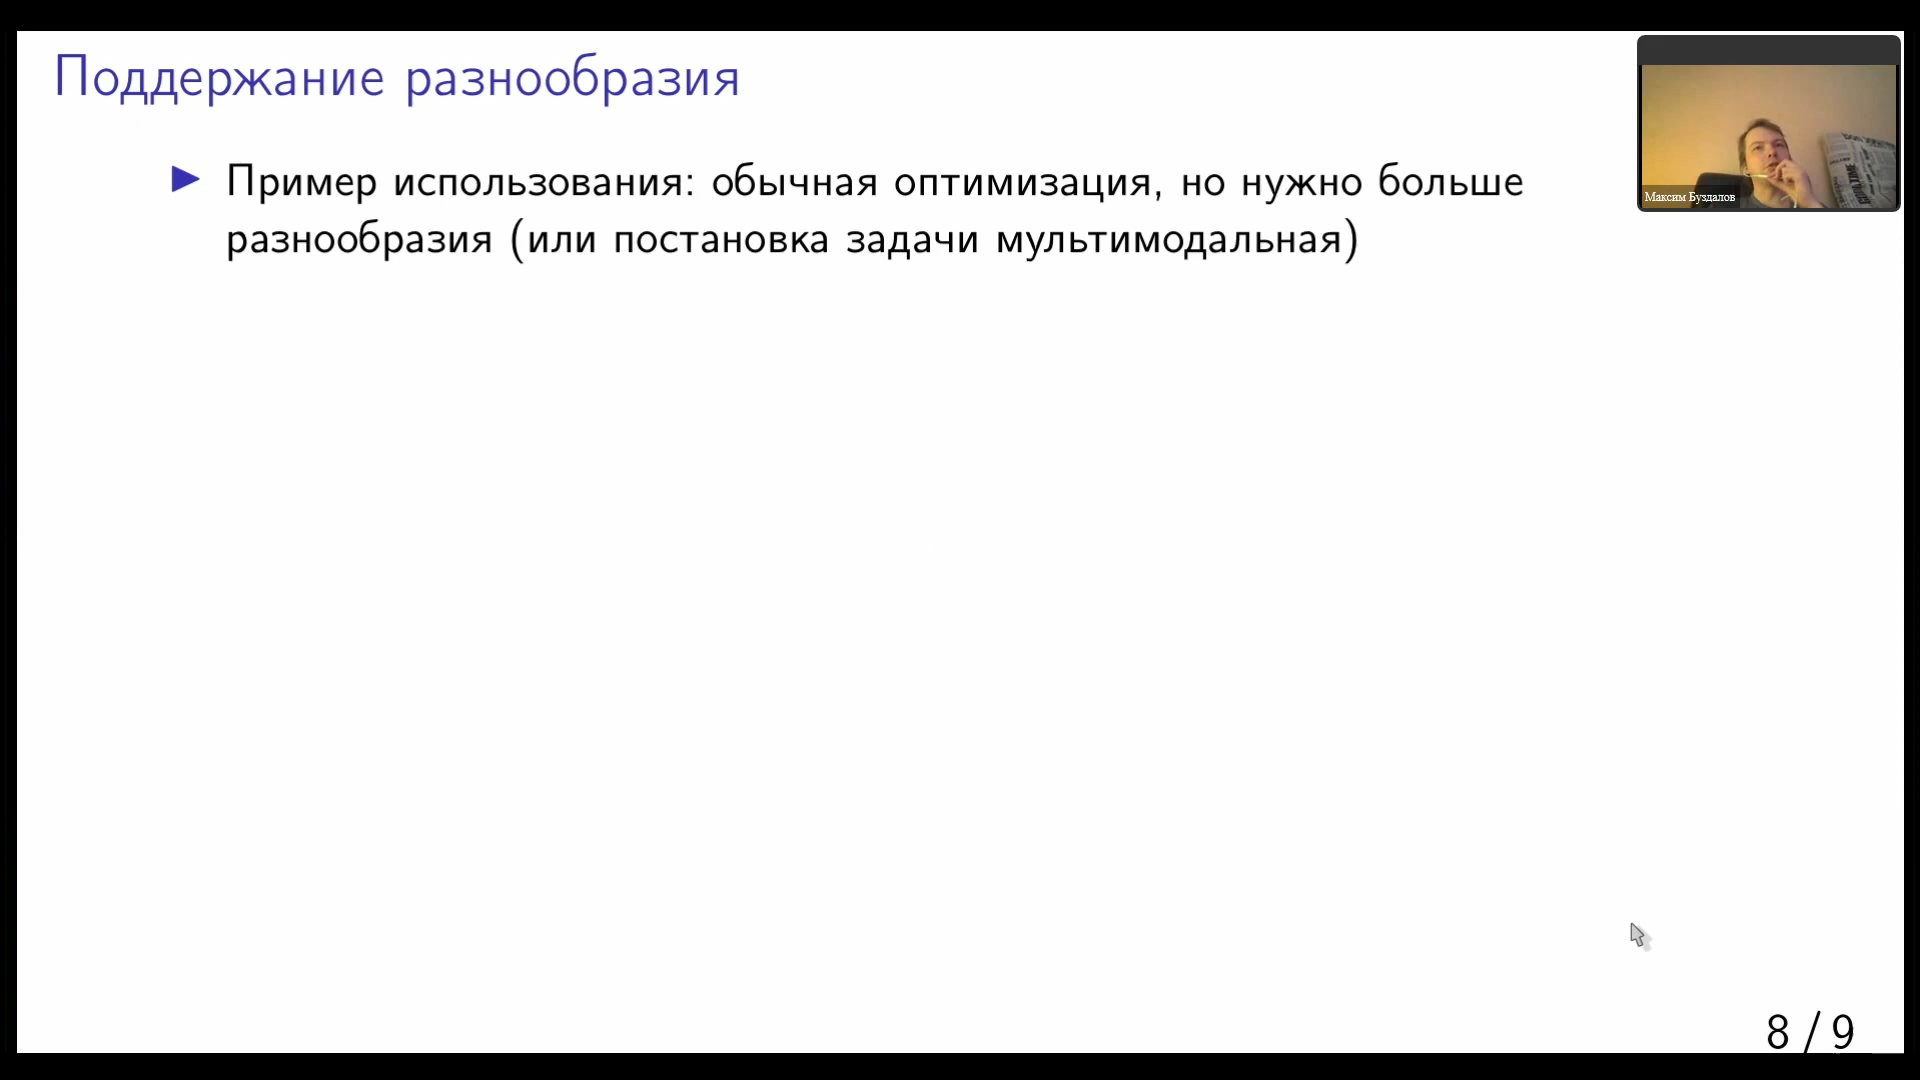 Поддержание разнообразия
Пример использования: обычная оптимизация, но нужно больше
разнообразия (или постановка задачи мультимодальная)
Максим Буздалов
8 / 9